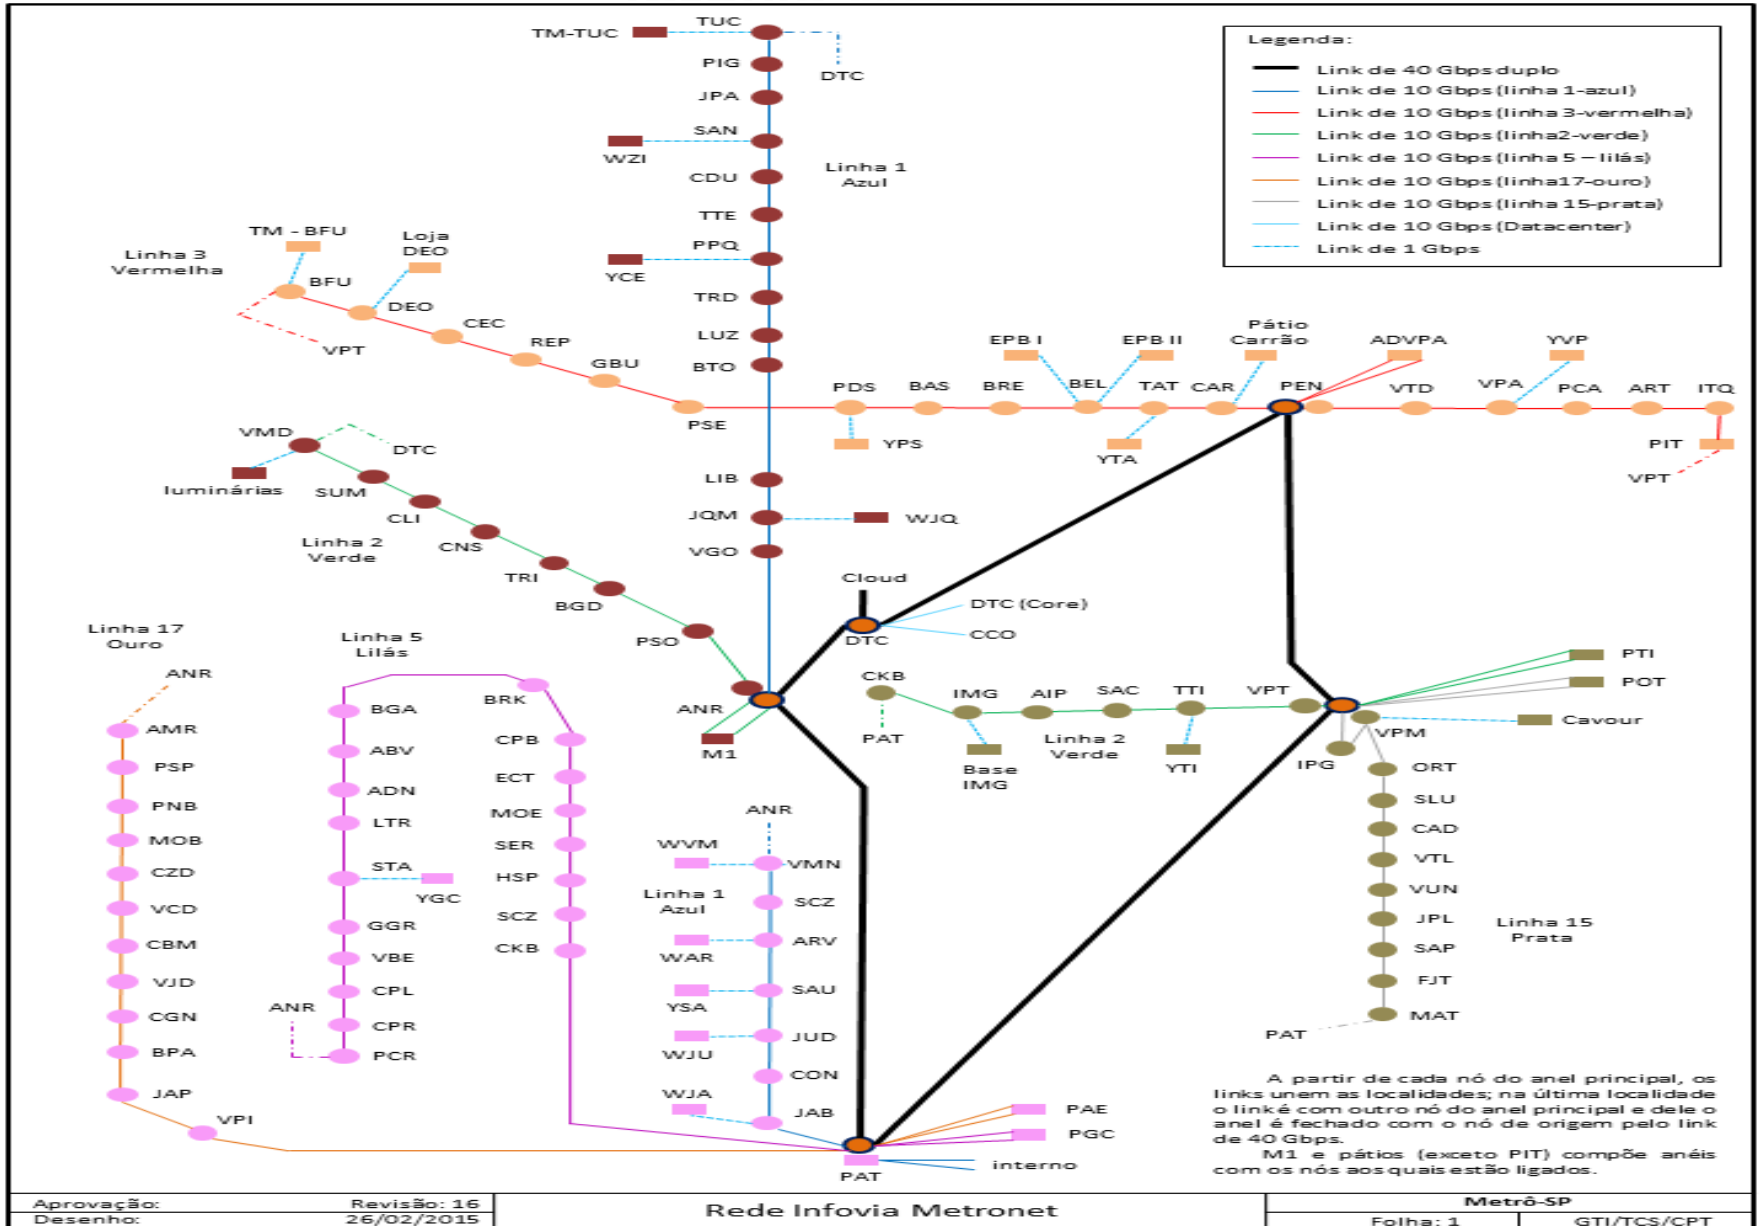 TUC
TM-TUC
DTC
PIG
JPA
SAN
WZI
CDU
Linha 1
Azul
TTE
PPQ
YCE
TRD
LUZ
BTO
Legenda:
Link de 40 Gbps duplo
Link de 10 Gbps (linha 1-azul)
Link de 10 Gbps (linha 3-vermelha)
Link de 10 Gbps (linha2-verde)
Link de 10 Gbps (linha 5 – lilás)
Link de 10 Gbps (linha17-ouro)
Link de 10 Gbps (linha 15-prata)
Link de 10 Gbps (Datacenter)
Link de 1 Gbps
Linha 3
Vermelha
TM - BFU
Loja
DEO
BFU
DEO
VPT
CEC
REP
GBU
PSE
EPB I
EPB II
Pátio
Carrão
ADVPA
YVP
PDS
BAS
BRE
BEL
TAT
CAR
PEN
VTD
VPA
PCA
ART
ITQ
YPS
YTA
PIT
VPT
VMD
DTC
luminárias
SUM
CLI
Linha 2
Verde
CNS
TRI
BGD
PSO
ANR
M1
LIB
JQM
WJQ
VGO
Cloud
DTC (Core)
CCO
DTC
CKB
PAT
IMG
AIP
SAC
TTI
VPT
Linha 2
Verde
Base
IMG
YTI
PTI
POT
Cavour
VPM
IPG
ORT
SLU
CAD
VTL
VUN
JPL
SAP
FJT
MAT
PAT
Linha 15
Prata
Linha 17
Ouro
ANR
AMR
PSP
PNB
MOB
CZD
VCD
CBM
VJD
CGN
BPA
JAP
VPI
Linha 5
Lilás
BRK
BGA
ABV
ADN
LTR
STA
YGC
GGR
VBE
CPL
CPR
PCR
ANR
CPB
ECT
MOE
SER
HSP
SCZ
CKB
ANR
WVM
VMN
Linha 1
Azul
SCZ
ARV
WAR
SAU
YSA
JUD
WJU
CON
WJA
JAB
PAE
PGC
PAT
interno
A partir de cada nó do anel principal, os
links unem as localidades; na última localidade
o link é com outro nó do anel principal e dele o
anel é fechado com o nó de origem pelo link
de 40 Gbps.
M1 e pátios (exceto PIT) compõe anéis
com os nós aos quais estão ligados.
Aprovação: Revisão: 16
Desenho: 26/02/2015
Rede Infovia Metronet
Metrô-SP
Folha: 1 GTI/TCS/CPT